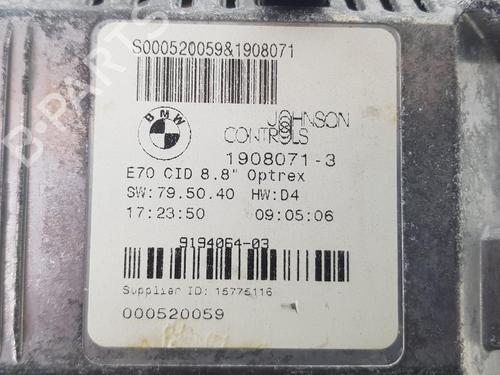 S000520059&1908071
BMW
JOHNSON
CONTROLS
1908071-3
E70 CID 8.8" Optrex
SW:79.50.40 HW:D4
17:23:50 09:05:06
9194064-03
Supplier ID: 15775116
000520059
B-PARTS